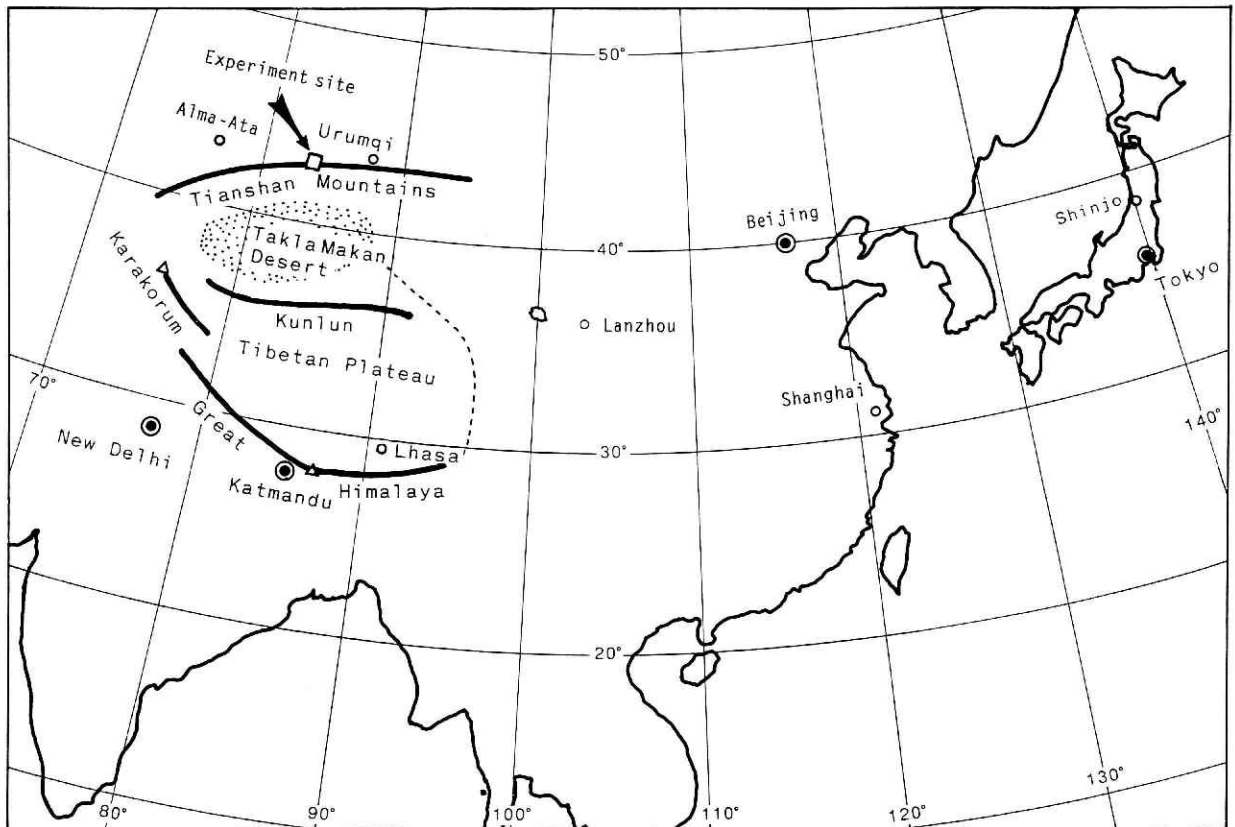 50°
Experiment site
Alma-Ata
Urumqi
Tianshan Mountains
Beijing
Shinjo
Tokyo
Takla Makan
Desert
40°
Karakorum
Kunlun
Lanzhou
Tibetan Plateau
70°
Shanghai
140°
Great
New Delhi
Lhasa
30°
Katmandu
Himalaya
20°
130°
80°
90°
100°
110°
120°